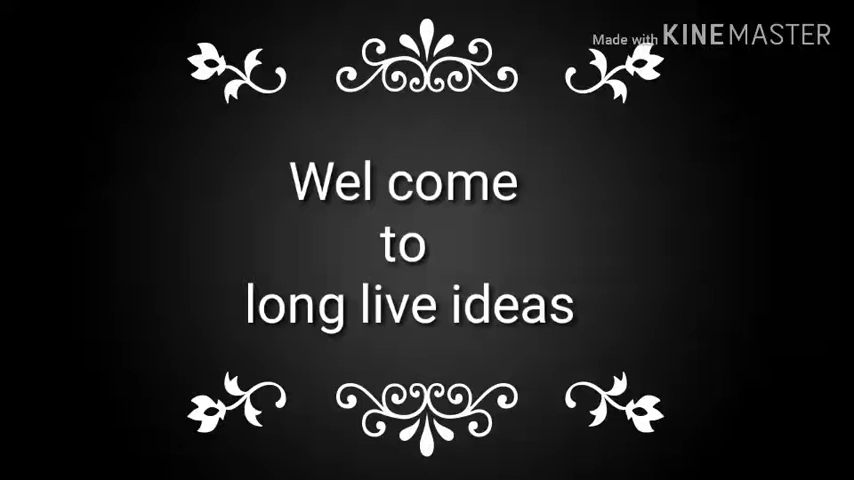 Made with KINEMASTER
Wel come
to
long live ideas